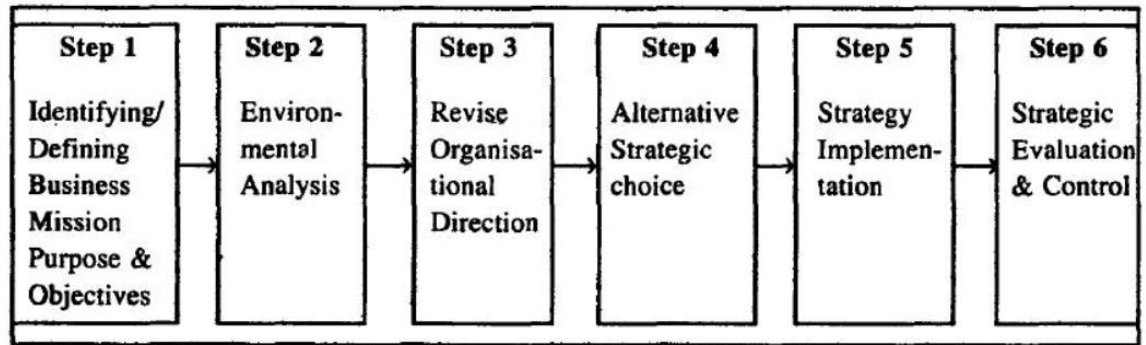 Step 1
Identifying/
Defining
Business
Mission
Purpose &
Objectives
Step 2
Environ-
mental
Analysis
Step 3
Revise
Organisa-
tional
Direction
Step 4
Alternative
Strategic
choice
Step 5
Strategy
Implemen-
tation
Step 6
Strategic
Evaluation
& Control